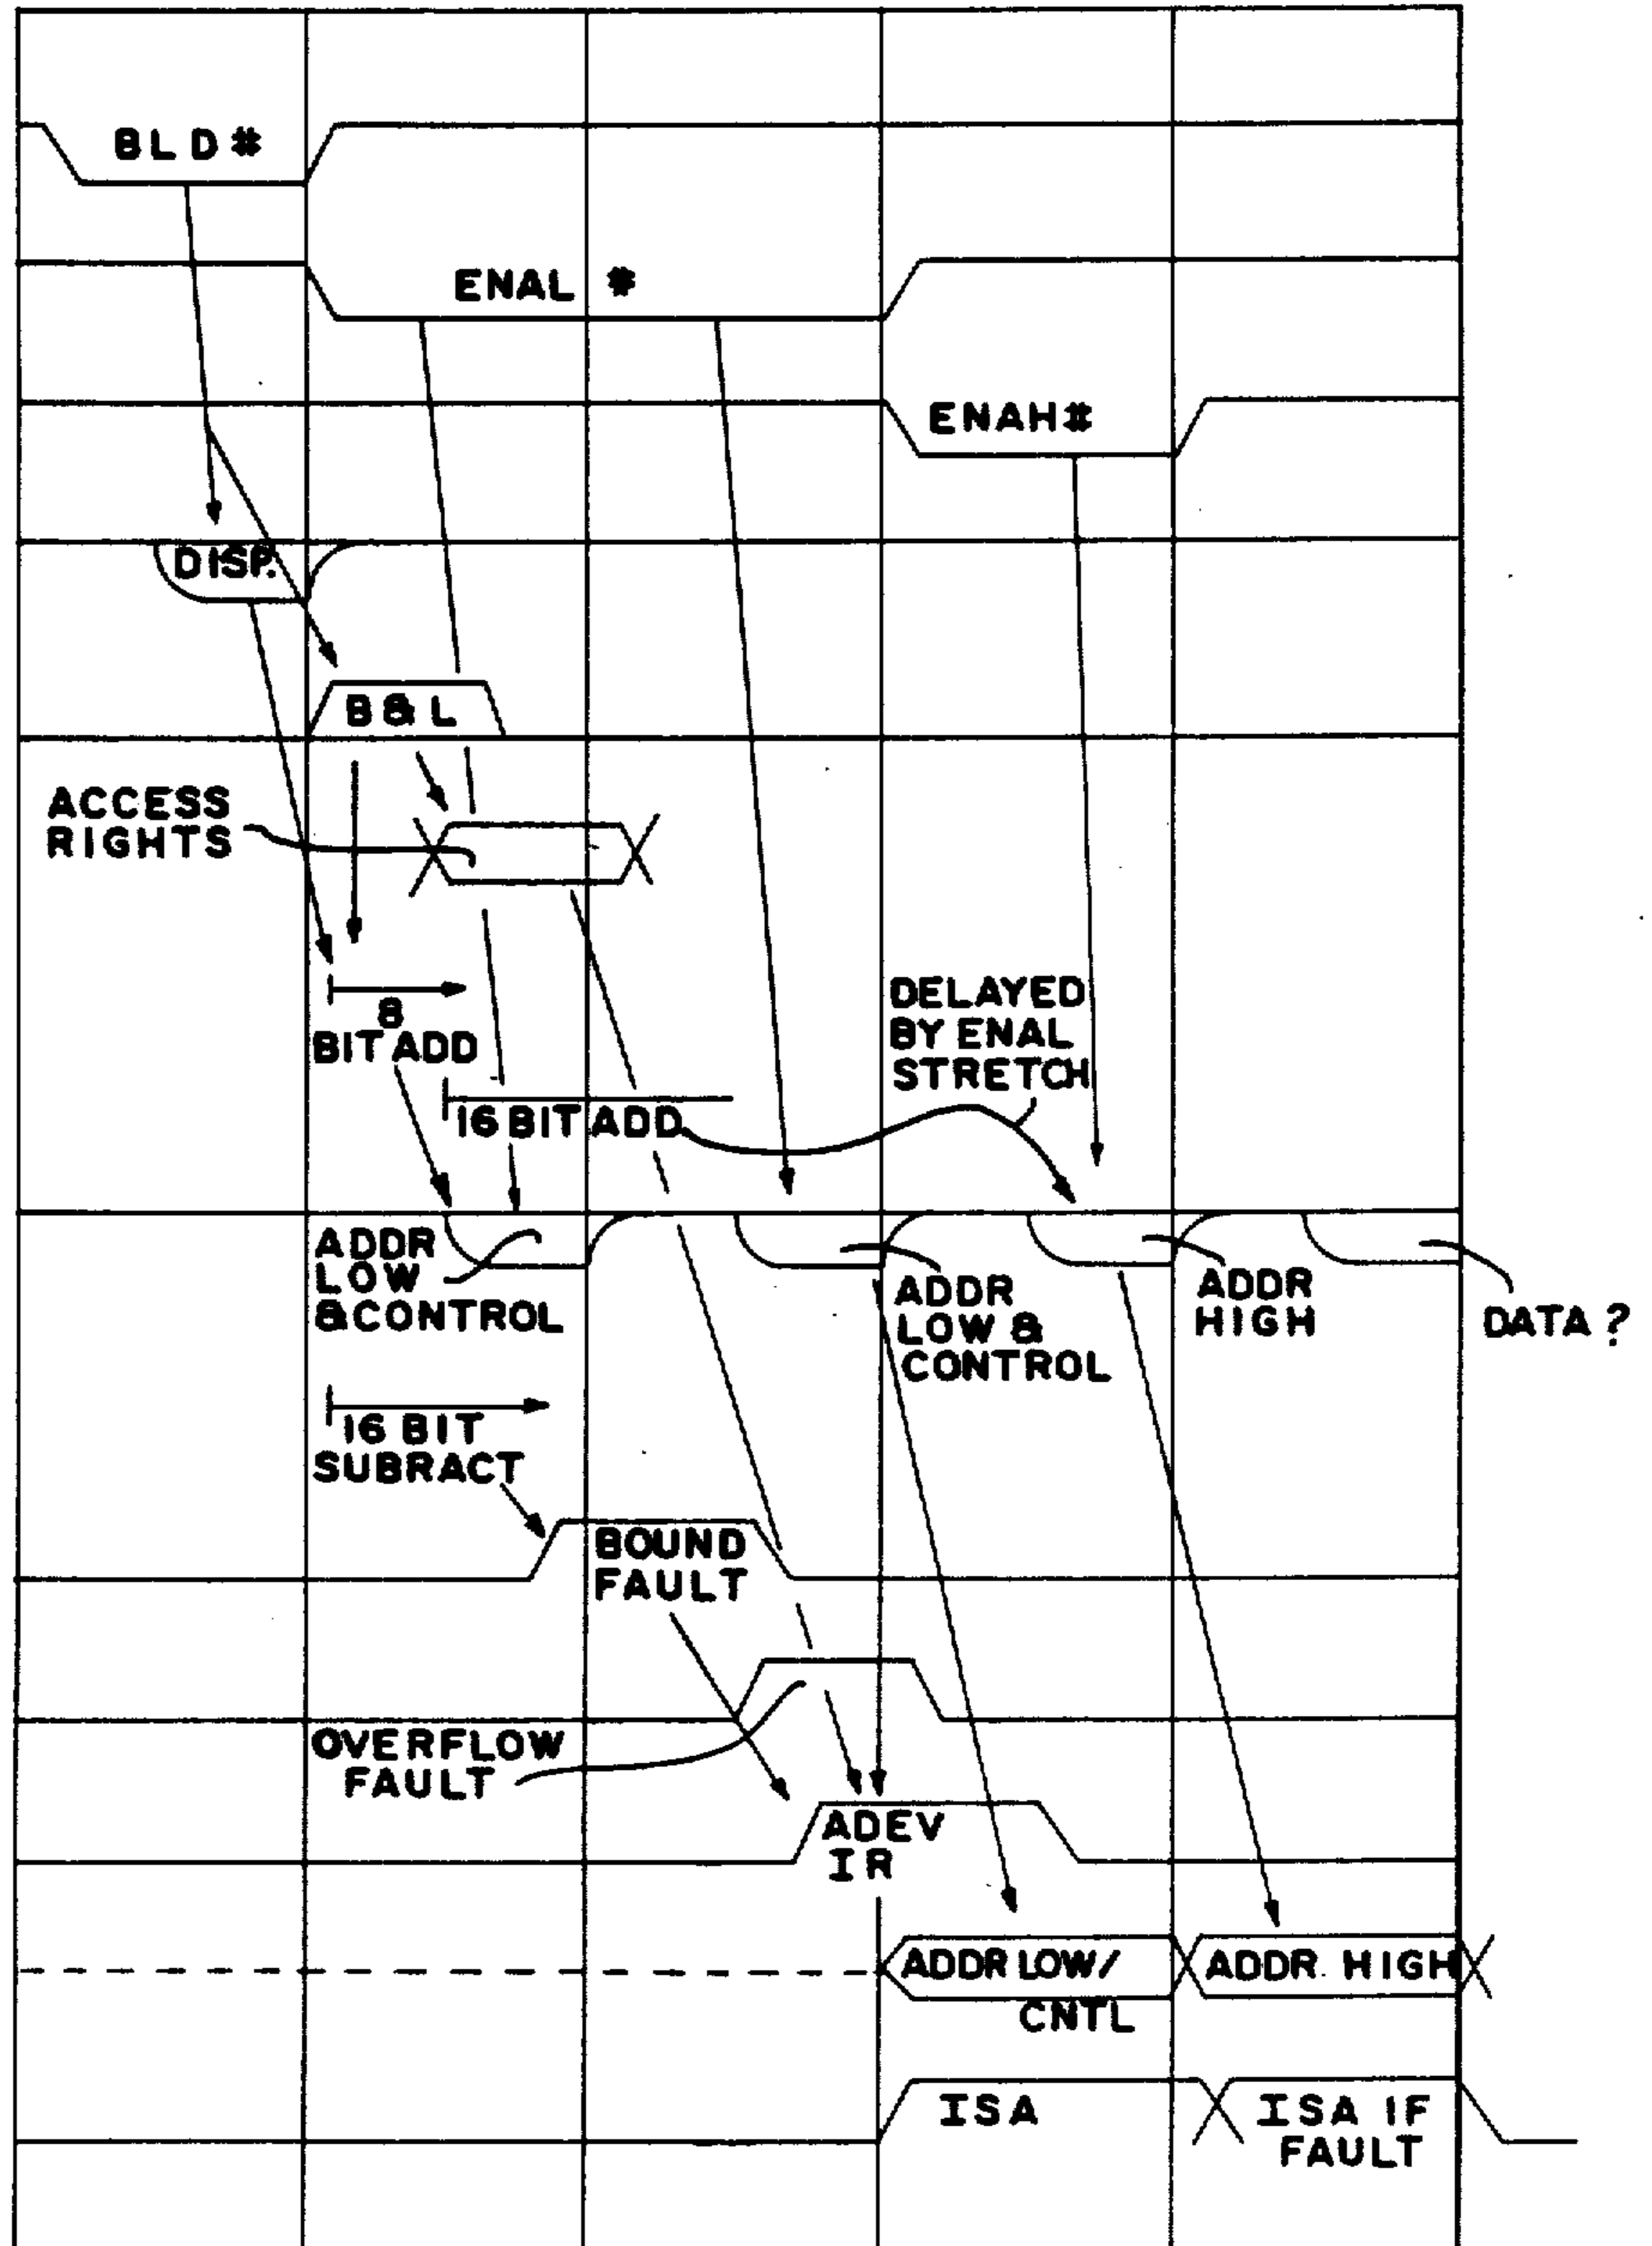 BLD#
ENAL #
ENAH#
DISP.
B&L
ACCESS
RIGHTS
8
BIT ADD
DELAYED
BY ENAL
STRETCH
16 BIT ADD
ADDR
LOW
&CONTROL
ADDR
LOW &
CONTROL
ADDR
HIGH
DATA ?
16 BIT
SUBRACT
BOUND
FAULT
OVERFLOW
FAULT
ADEV
IR
ADDR LOW/
CNTL
ADDR. HIGH
ISA
ISA IF
FAULT